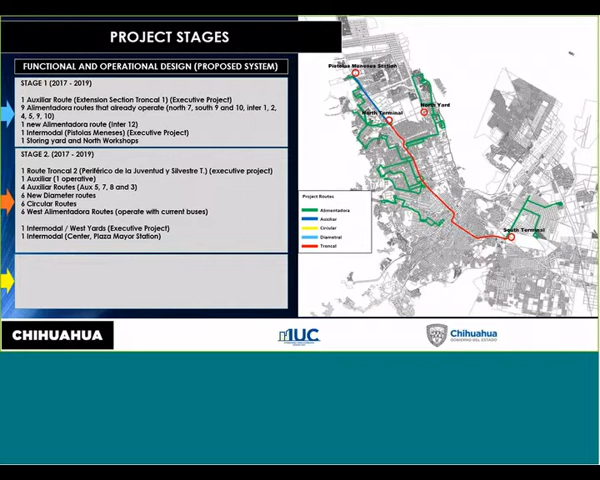 PROJECT STAGES
FUNCTIONAL AND OPERATIONAL DESIGN (PROPOSED SYSTEM)
STAGE 1 (2017 - 2019)
1 Auxiliar Route (Extension Section Troncal 1) (Executive Project)
9 Alimentadora routes that already operate (north 7, south 9 and 10, inter 1, 2,
4, 5, 9, 10)
1 new Alimentadora route (Inter 12)
1 Intermodal (Pistolas Meneses) (Executive Project)
1 Storing yard and North Workshops
STAGE 2. (2017 - 2019)
1 Route Troncal 2 (Periférico de la Juventud y Silvestre T.) (executive project)
1 Auxiliar (1 operative)
4 Auxiliar Routes (Aux 5, 7, 8 and 3)
6 New Diameter routes
6 Circular Routes
6 West Alimentadora Routes (operate with current buses)
1 Intermodal / West Yards (Executive Project)
1 Intermodal (Center, Plaza Mayor Station)
Pistolas Meneses Station
North Yard
North Terminal
South Terminal
Project Routes
Alimentadora
Auxiliar
Circular
Diametral
Troncal
CHIHUAHUA
IUC
Chihuahua
GOBIERNO DEL ESTADO